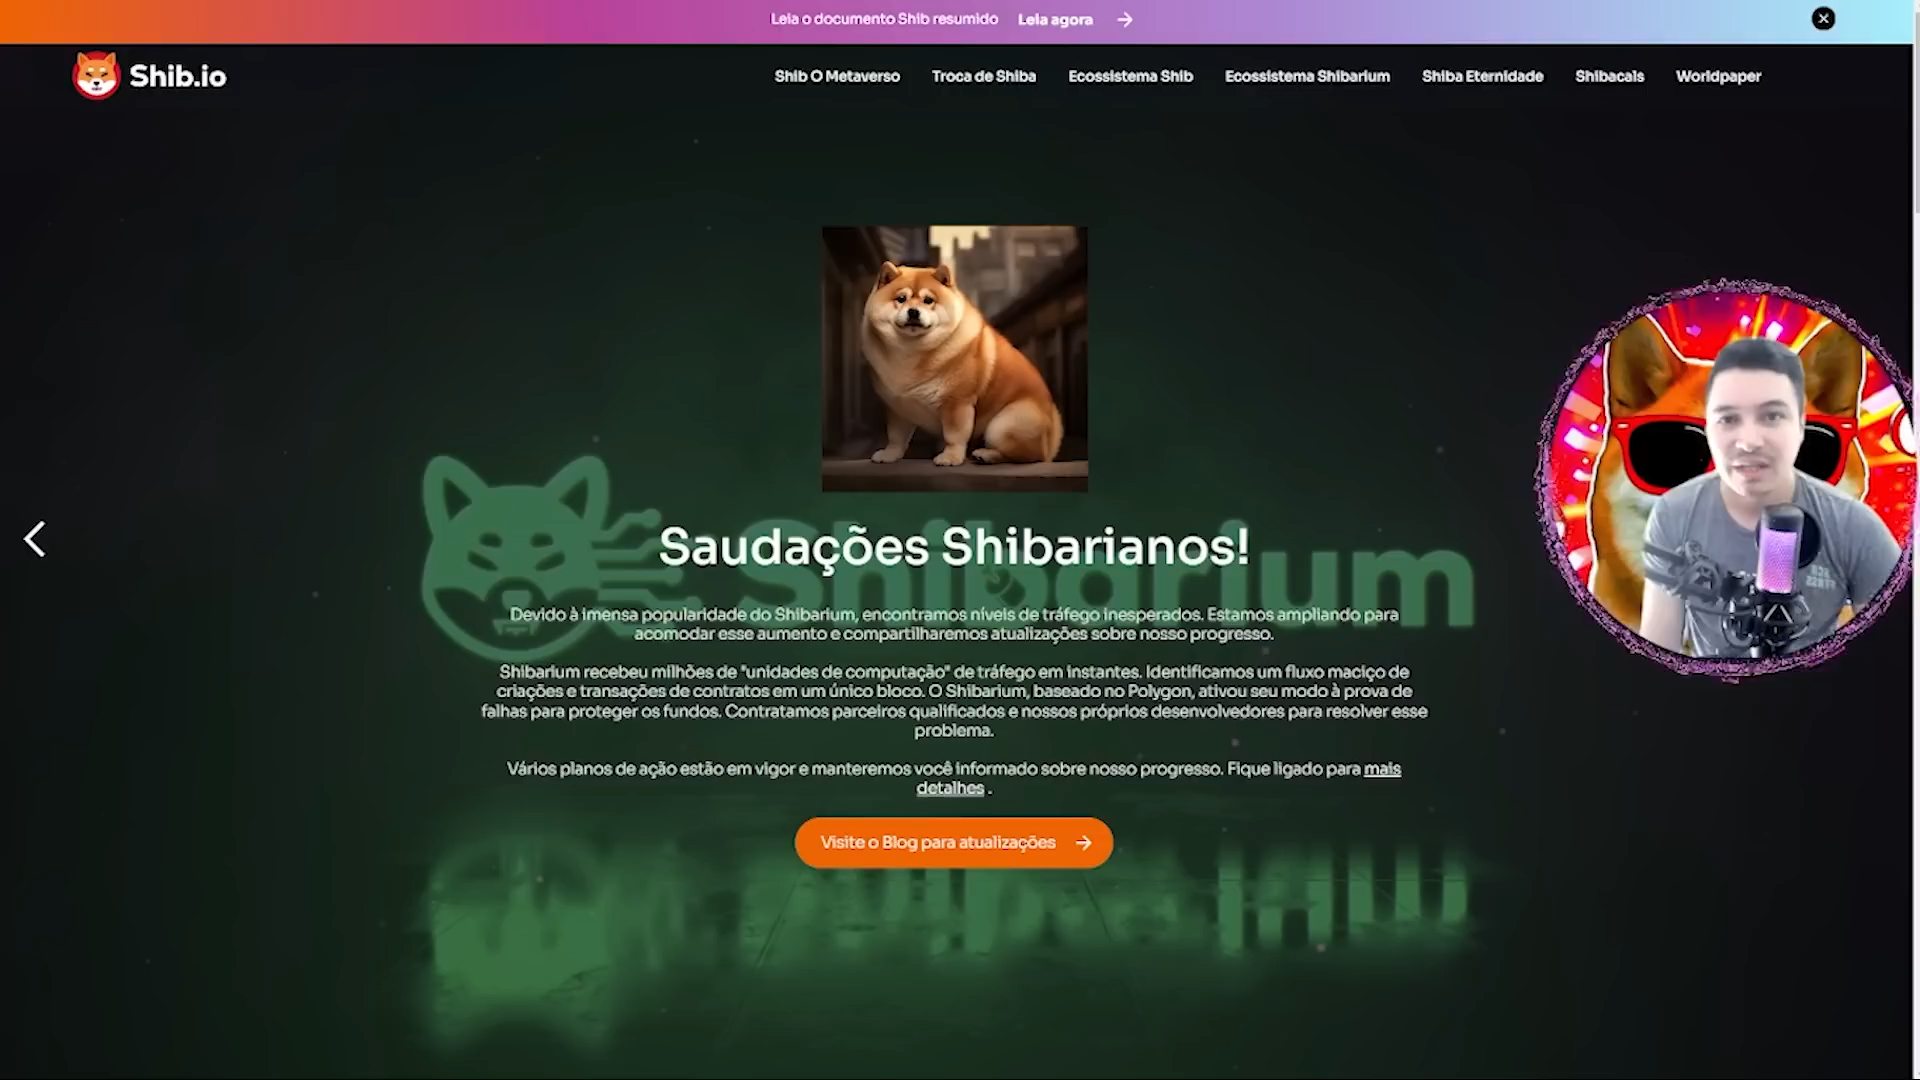 Leia o documento Shib resumido Leia agora
Shib.io
Shib O Metaverso Troca de Shiba Ecossistema Shib Ecossistema Shibarium Shiba Eternidade Shibacals Worldpaper
Shibarium
Saudações Shibarianos!
Devido à imensa popularidade do Shibarium, encontramos níveis de tráfego inesperados. Estamos ampliando para
acomodar esse aumento e compartilharemos atualizações sobre nosso progresso.
Shibarium recebeu milhões de "unidades de computação" de tráfego em instantes. Identificamos um fluxo maciço de
criações e transações de contratos em um único bloco. O Shibarium, baseado no Polygon, ativou seu modo à prova de
falhas para proteger os fundos. Contratamos parceiros qualificados e nossos próprios desenvolvedores para resolver esse
problema.
Vários planos de ação estão em vigor e manteremos você informado sobre nosso progresso. Fique ligado para mais
detalhes .
Visite o Blog para atualizações